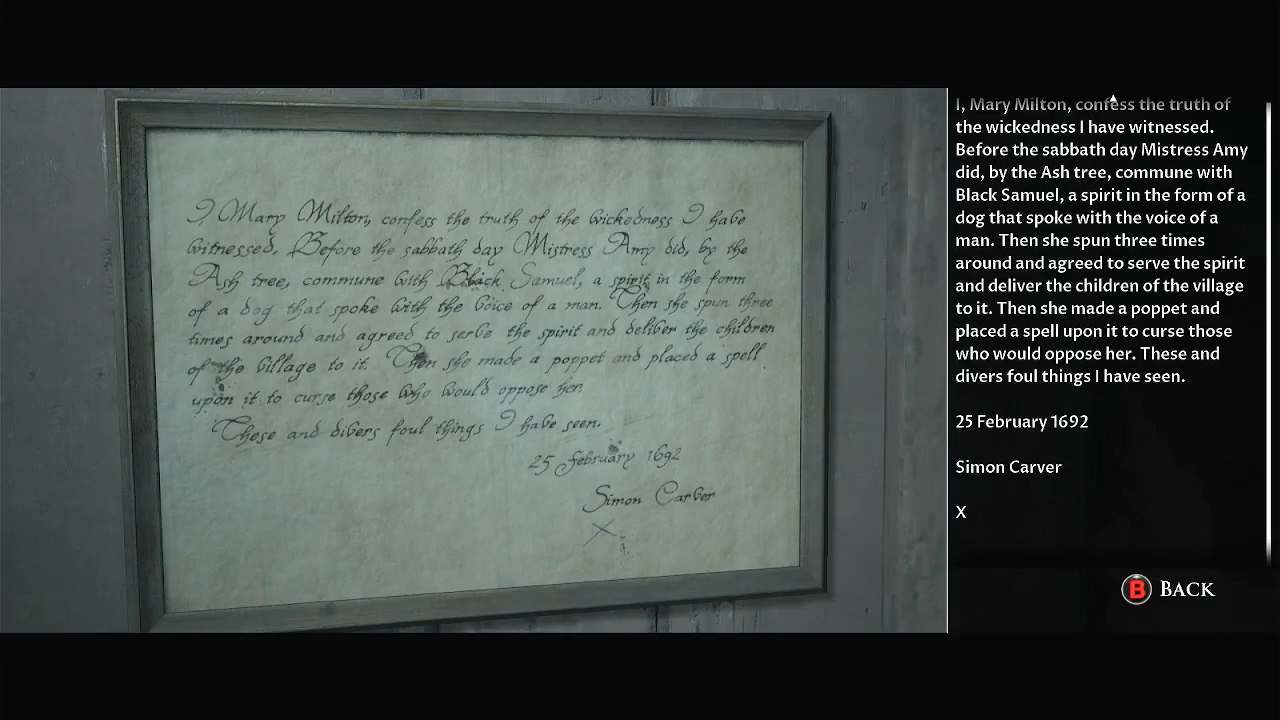 I, Mary Milton, confess the truth of the wickedness I have
witnessed. Before the sabbath day Mistress Amy did, by the
Ash tree, commune with Black Samuel, a spirit in the form
of a dog that spoke with the voice of a man. Then she spun three
times around and agreed to serve the spirit and deliver the children
of the village to it. Then she made a poppet and placed a spell
upon it to curse those who would oppose her.
These and divers foul things I have seen.
25 February 1692
Simon Carver
X
I, Mary Milton, confess the truth of
the wickedness I have witnessed.
Before the sabbath day Mistress Amy
did, by the Ash tree, commune with
Black Samuel, a spirit in the form of a
dog that spoke with the voice of a
man. Then she spun three times
around and agreed to serve the spirit
and deliver the children of the village
to it. Then she made a poppet and
placed a spell upon it to curse those
who would oppose her. These and
divers foul things I have seen.
25 February 1692
Simon Carver
X
B BACK